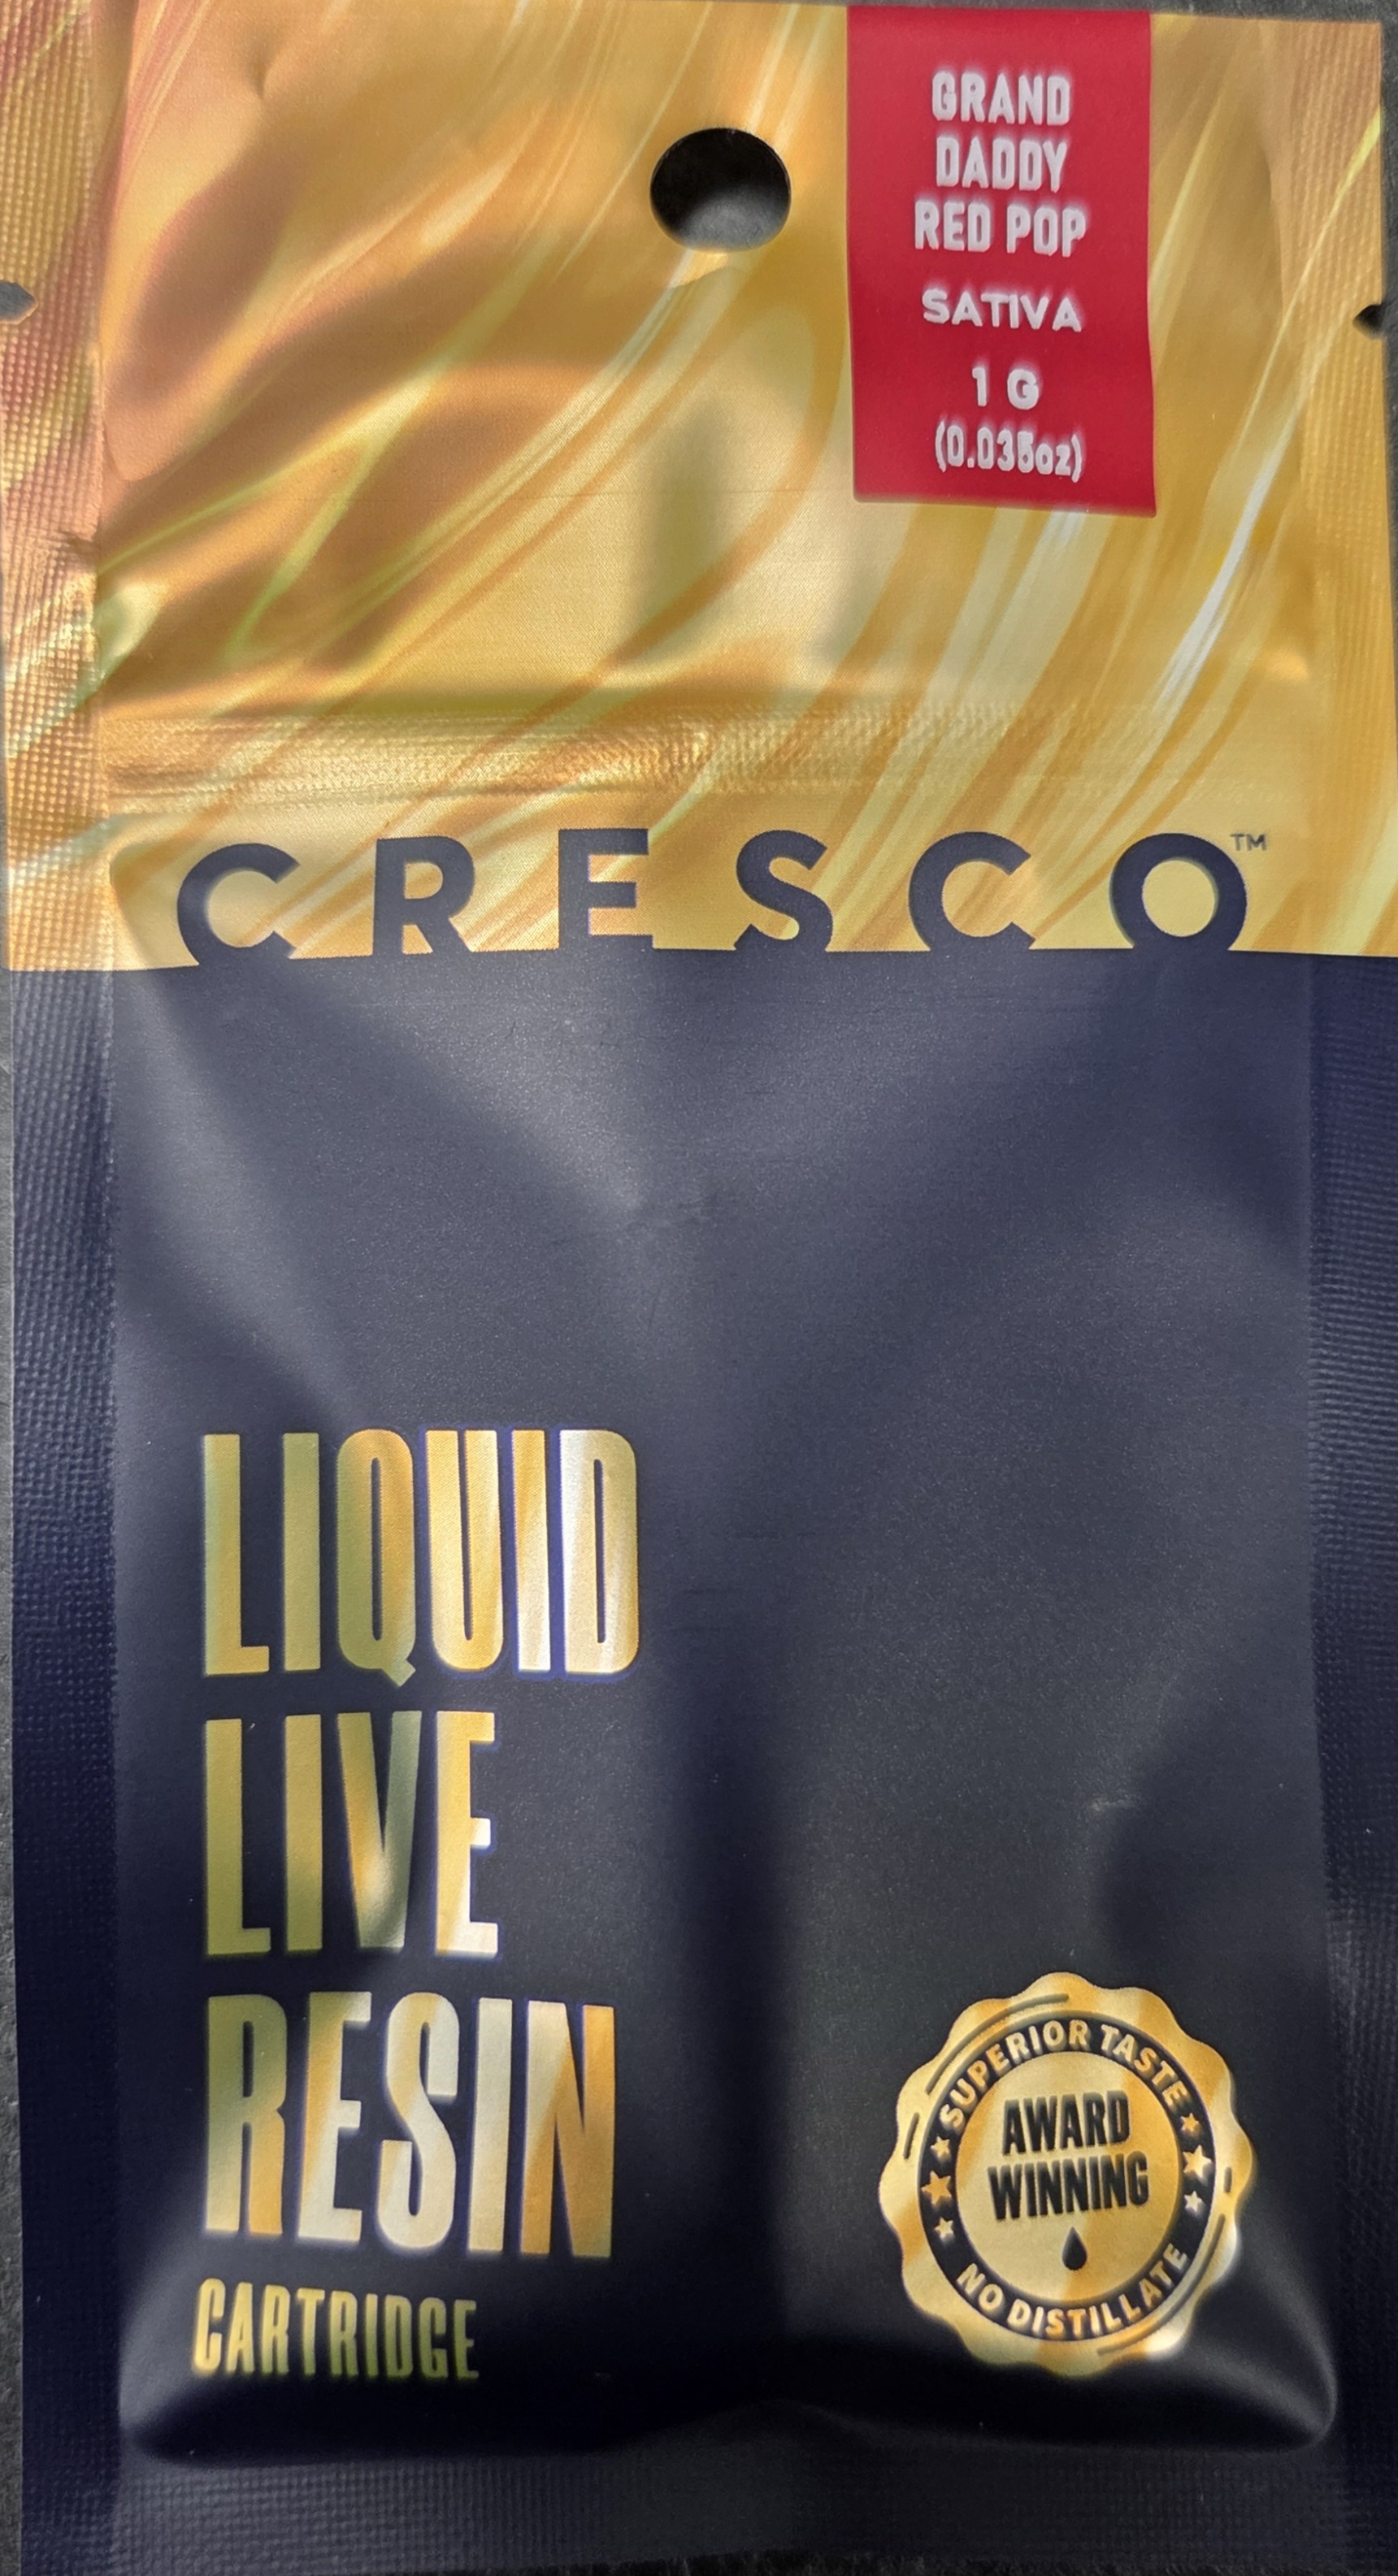 GRAND
DADDY
RED POP
SATIVA
1 G
(0.035oz)
CRESCO™
LIQUID
LIVE
RESIN
CARTRIDGE
SUPERIOR TASTE
AWARD
WINNING
NO DISTILLATE